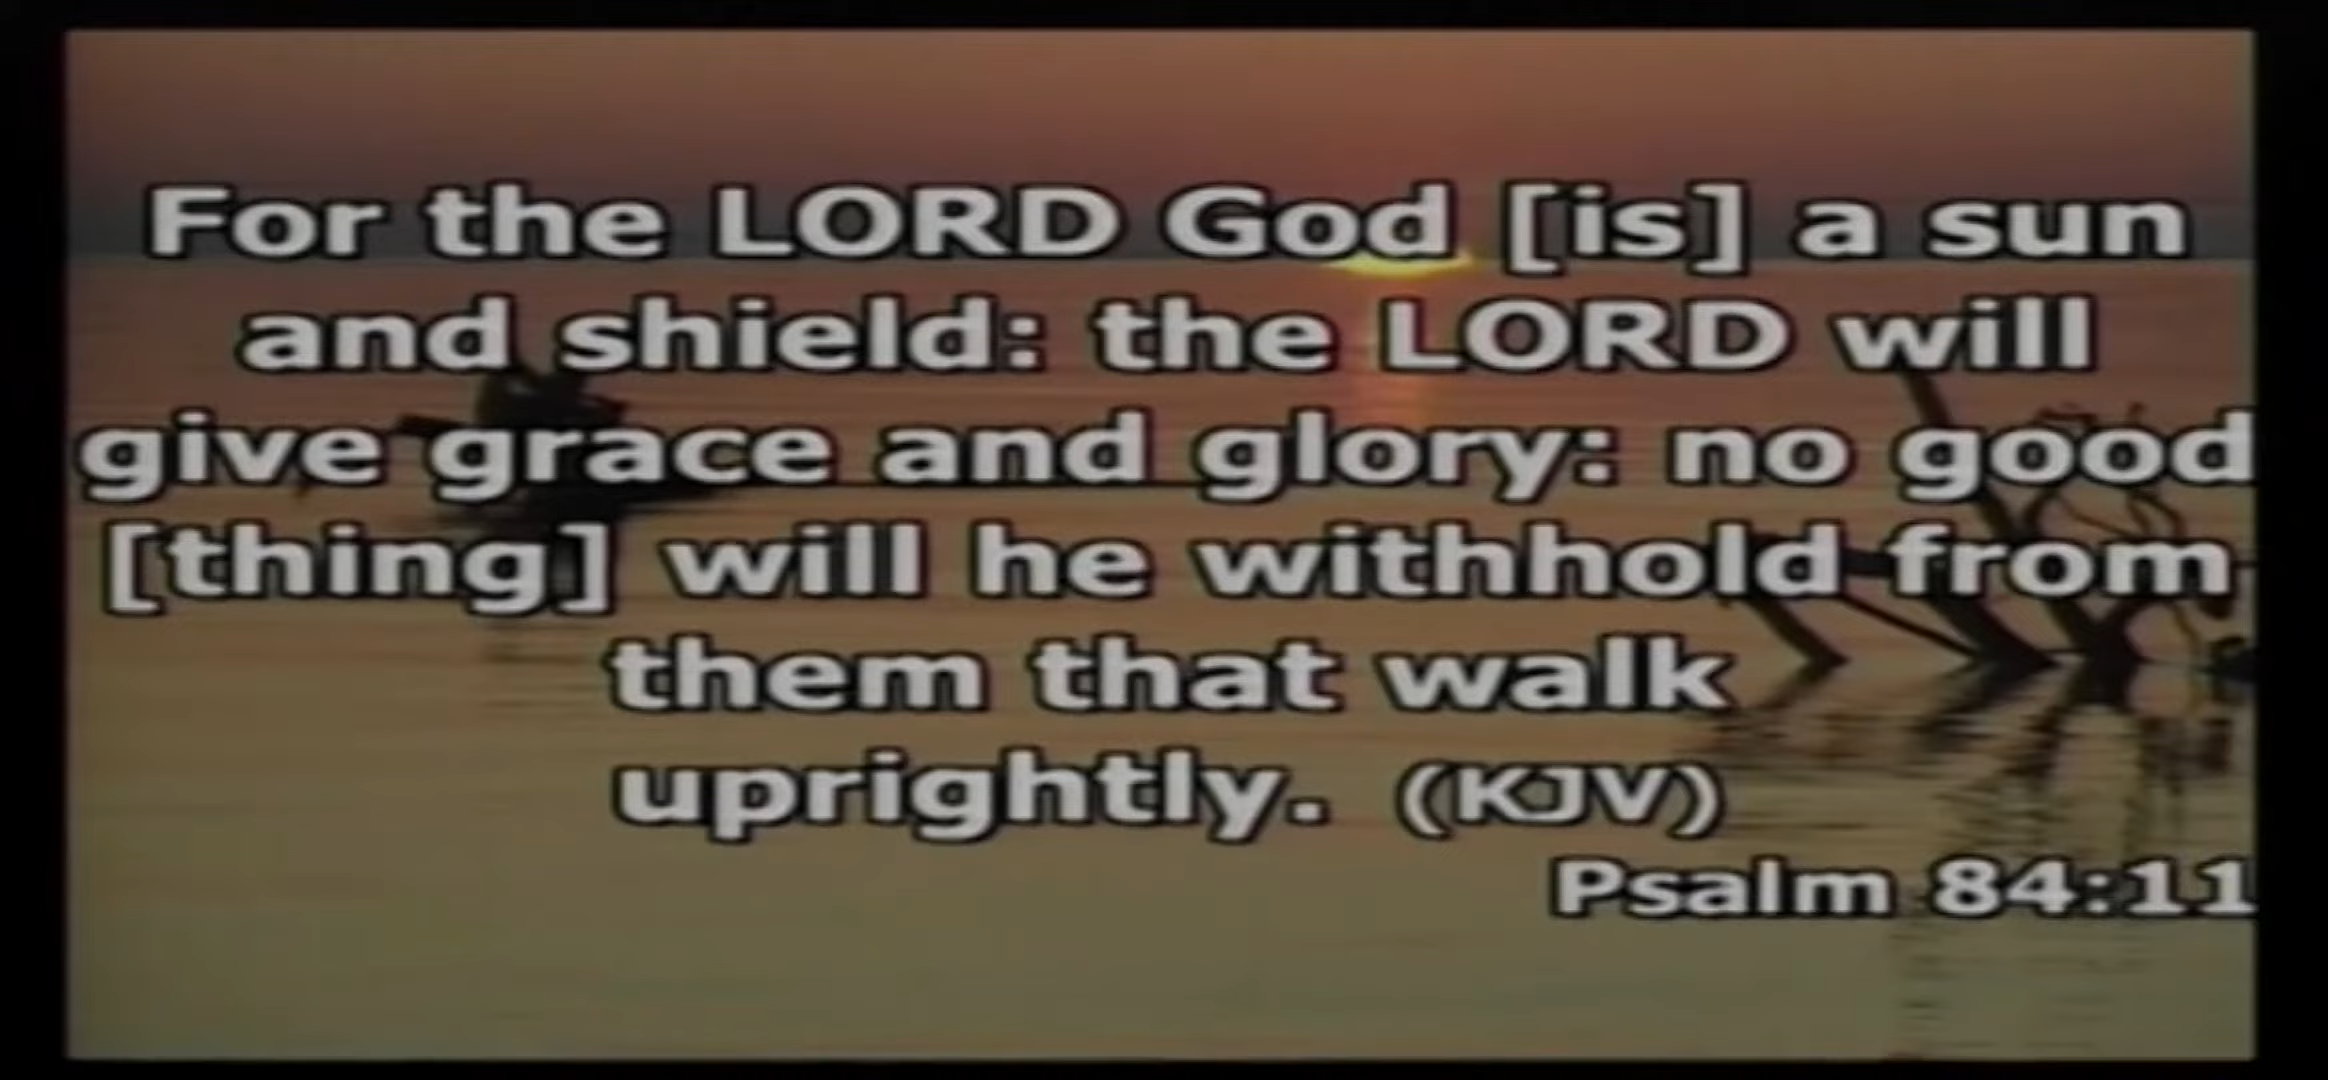 For the LORD God [is] a sun
and shield: the LORD will
give grace and glory: no good
[thing] will he withhold from
them that walk
uprightly. (KJV)
Psalm 84:11